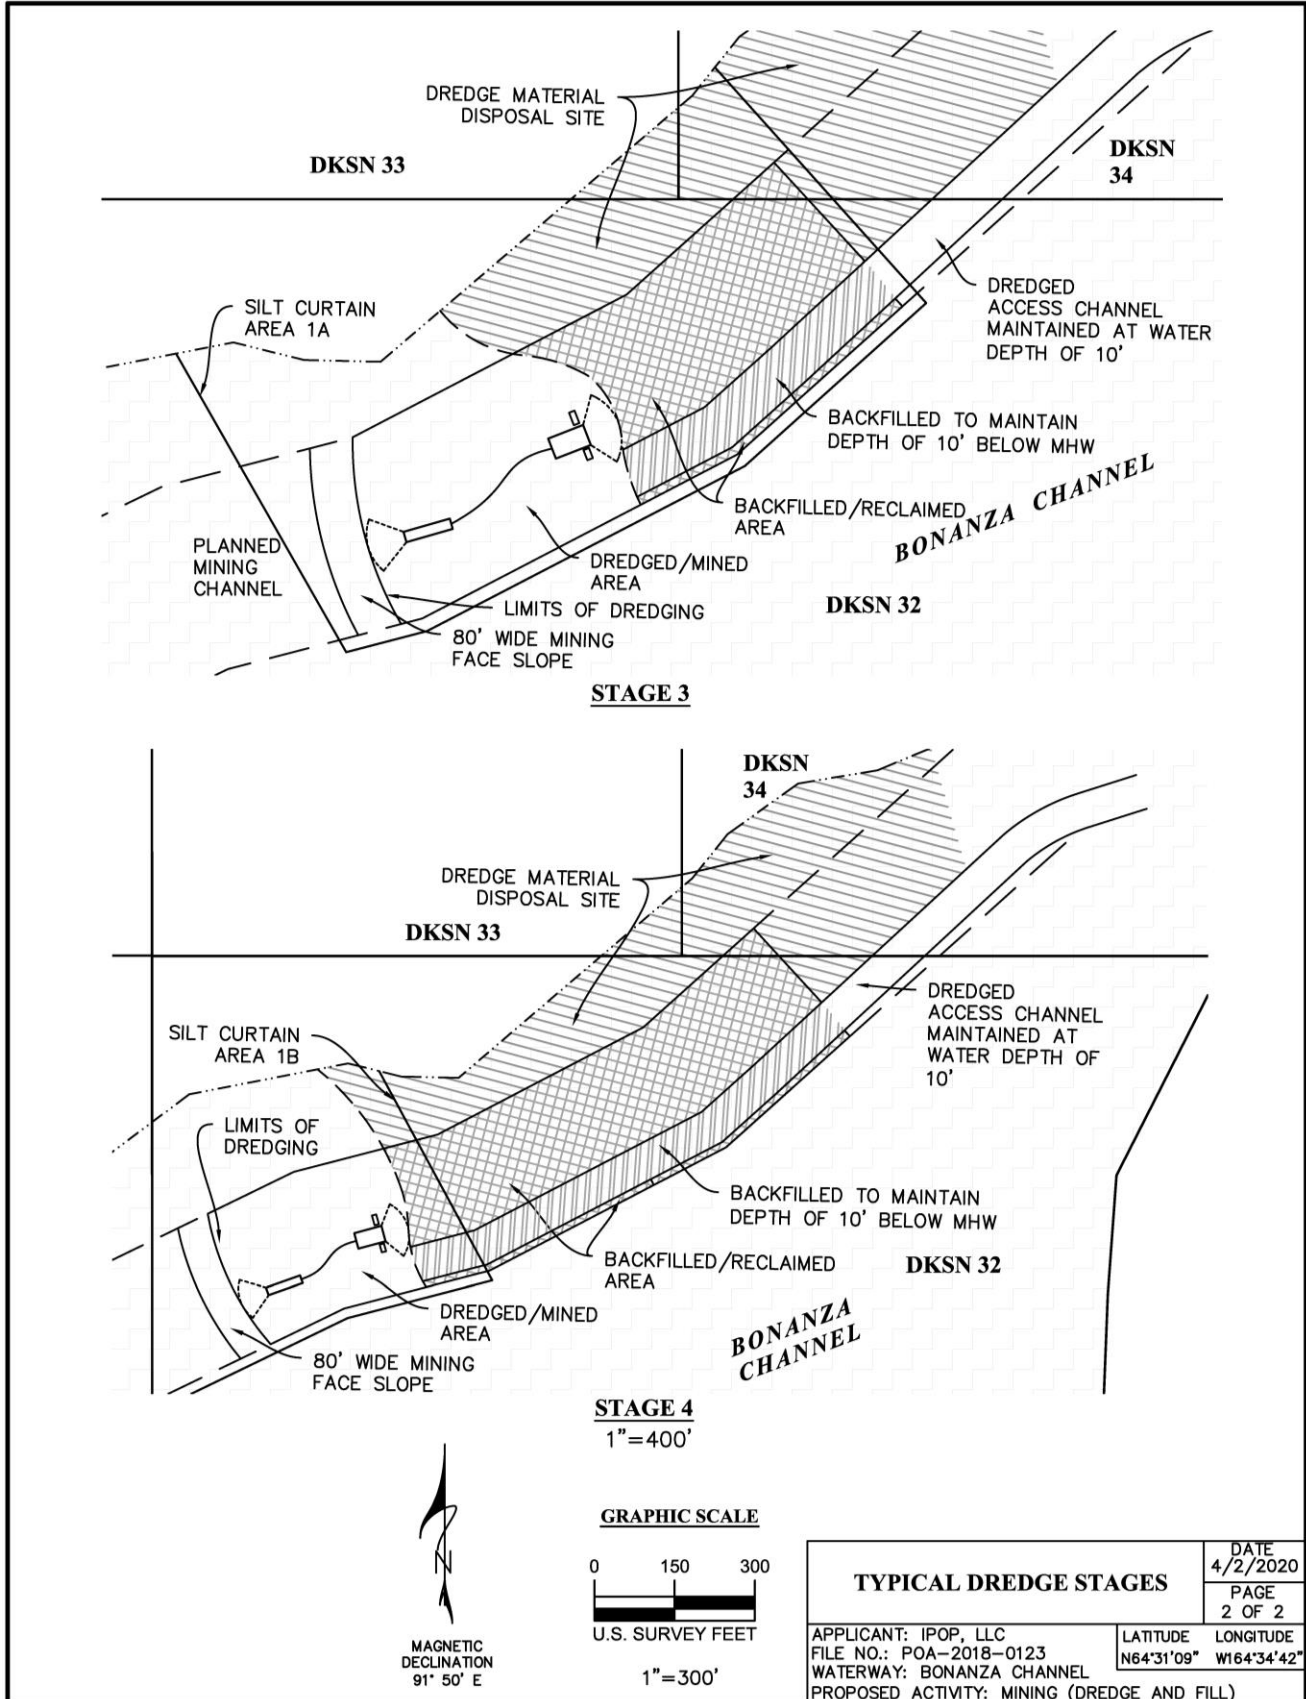 DREDGE MATERIAL
DISPOSAL SITE
DKSN 33
DKSN
34
SILT CURTAIN
AREA 1A
DREDGED
ACCESS CHANNEL
MAINTAINED AT WATER
DEPTH OF 10'
BACKFILLED TO MAINTAIN
DEPTH OF 10' BELOW MHW
BONANZA CHANNEL
BACKFILLED/RECLAIMED
AREA
PLANNED
MINING
CHANNEL
DREDGED/MINED
AREA
LIMITS OF DREDGING
DKSN 32
80' WIDE MINING
FACE SLOPE
STAGE 3
DKSN
34
DREDGE MATERIAL
DISPOSAL SITE
DKSN 33
DREDGED
ACCESS CHANNEL
MAINTAINED AT
WATER DEPTH OF
10'
SILT CURTAIN
AREA 1B
LIMITS OF
DREDGING
BACKFILLED TO MAINTAIN
DEPTH OF 10' BELOW MHW
BACKFILLED/RECLAIMED
AREA
DKSN 32
DREDGED/MINED
AREA
BONANZA
CHANNEL
80' WIDE MINING
FACE SLOPE
STAGE 4
1"=400'
N
MAGNETIC
DECLINATION
91° 50' E
GRAPHIC SCALE
0 150 300
U.S. SURVEY FEET
1"=300'
TYPICAL DREDGE STAGES
DATE
4/2/2020
PAGE
2 OF 2
APPLICANT: IPOP, LLC
FILE NO.: POA-2018-0123
WATERWAY: BONANZA CHANNEL
PROPOSED ACTIVITY: MINING (DREDGE AND FILL)
LATITUDE LONGITUDE
N64°31'09" W164°34'42"